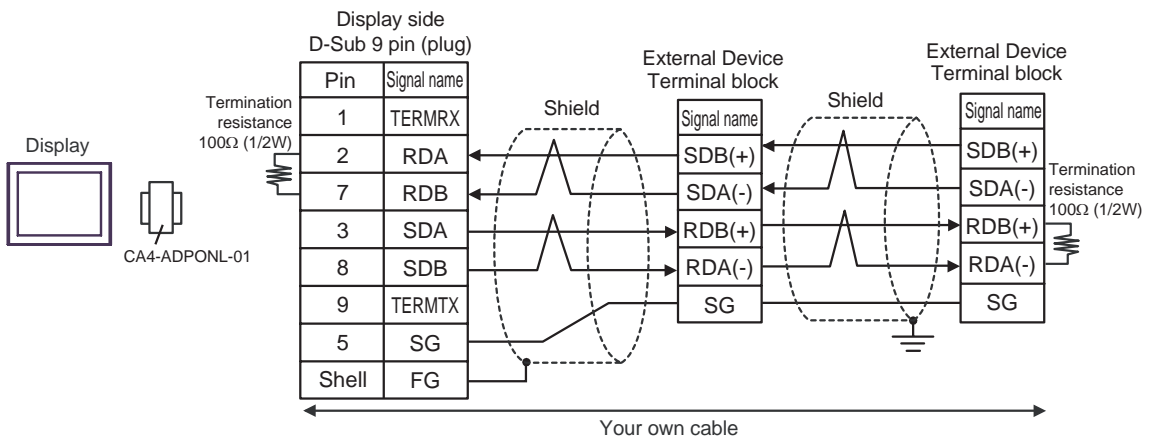 Display side
D-Sub 9 pin (plug)
External Device
Terminal block
External Device
Terminal block
Pin Signal name
1 TERMRX
2 RDA
7 RDB
3 SDA
8 SDB
9 TERMTX
5 SG
Shell FG
Termination
resistance
100Ω (1/2W)
Display
CA4-ADPONL-01
Shield
Signal name
SDB(+)
SDA(-)
RDB(+)
RDA(-)
SG
Shield
Signal name
SDB(+)
SDA(-)
RDB(+)
RDA(-)
SG
Termination
resistance
100Ω (1/2W)
Your own cable